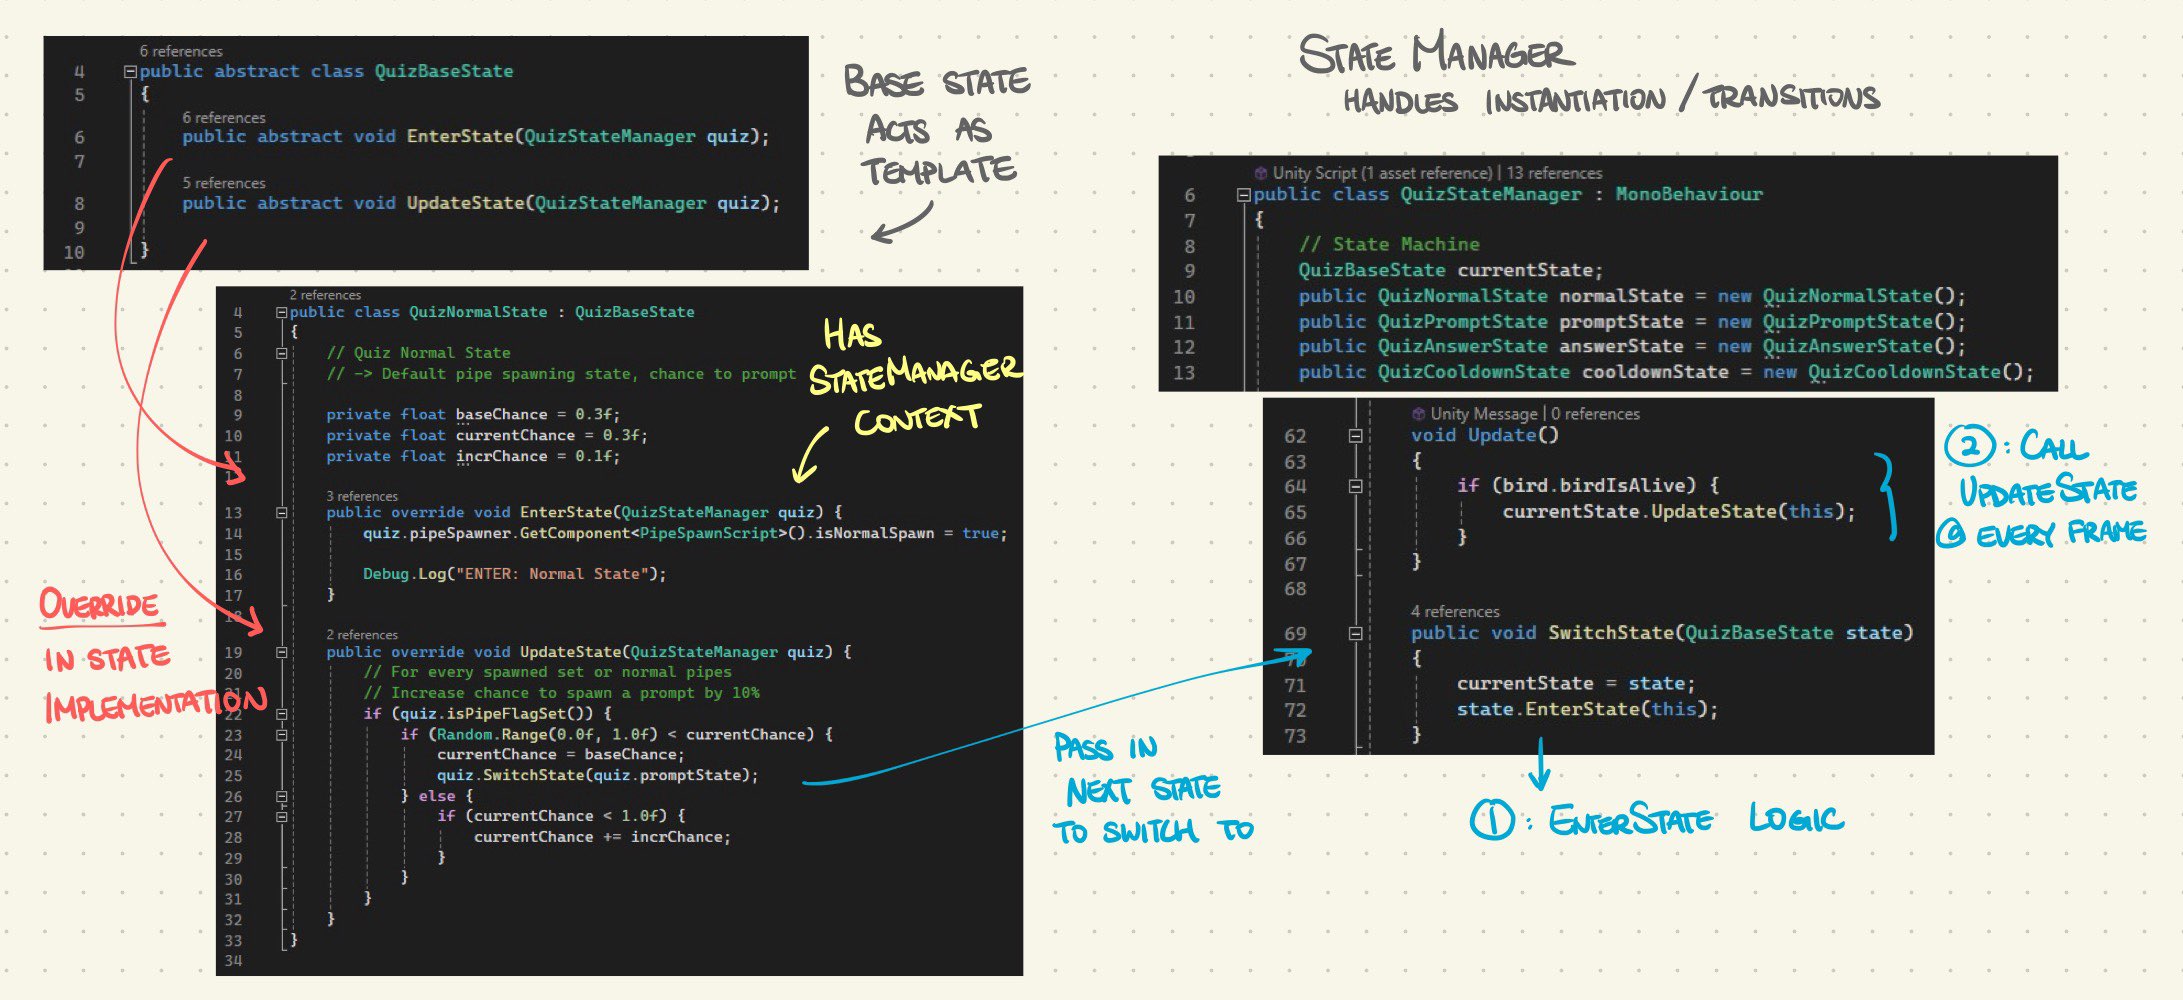 6 references
4 public abstract class QuizBaseState
5 {
6 references
6 public abstract void EnterState(QuizStateManager quiz);
7
5 references
8 public abstract void UpdateState(QuizStateManager quiz);
9
10 }
BASE STATE
ACTS AS
TEMPLATE
2 references
4 public class QuizNormalState : QuizBaseState
5 {
6 // Quiz Normal State
7 // -> Default pipe spawning state, chance to prompt
8
9 private float baseChance = 0.3f;
10 private float currentChance = 0.3f;
11 private float incrChance = 0.1f;
12
3 references
13 public override void EnterState(QuizStateManager quiz) {
14 quiz.pipeSpawner.GetComponent<PipeSpawnScript>().isNormalSpawn = true;
15
16 Debug.Log("ENTER: Normal State");
17 }
18
2 references
19 public override void UpdateState(QuizStateManager quiz) {
20 // For every spawned set or normal pipes
21 // Increase chance to spawn a prompt by 10%
22 if (quiz.isPipeFlagSet()) {
23 if (Random.Range(0.0f, 1.0f) < currentChance) {
24 currentChance = baseChance;
25 quiz.SwitchState(quiz.promptState);
26 } else {
27 if (currentChance < 1.0f) {
28 currentChance += incrChance;
29 }
30 }
31 }
32 }
33 }
34
HAS
STATEMANAGER
CONTEXT
OVERRIDE
IN STATE
IMPLEMENTATION
STATE MANAGER
HANDLES INSTANTIATION / TRANSITIONS
Unity Script (1 asset reference) | 13 references
6 public class QuizStateManager : MonoBehaviour
7 {
8 // State Machine
9 QuizBaseState currentState;
10 public QuizNormalState normalState = new QuizNormalState();
11 public QuizPromptState promptState = new QuizPromptState();
12 public QuizAnswerState answerState = new QuizAnswerState();
13 public QuizCooldownState cooldownState = new QuizCooldownState();
Unity Message | 0 references
62 void Update()
63 {
64 if (bird.birdIsAlive) {
65 currentState.UpdateState(this);
66 }
67 }
68
4 references
69 public void SwitchState(QuizBaseState state)
70 {
71 currentState = state;
72 state.EnterState(this);
73 }
② : CALL
UPDATESTATE
@ EVERY FRAME
PASS IN
NEXT STATE
TO SWITCH TO
① : ENTERSTATE LOGIC